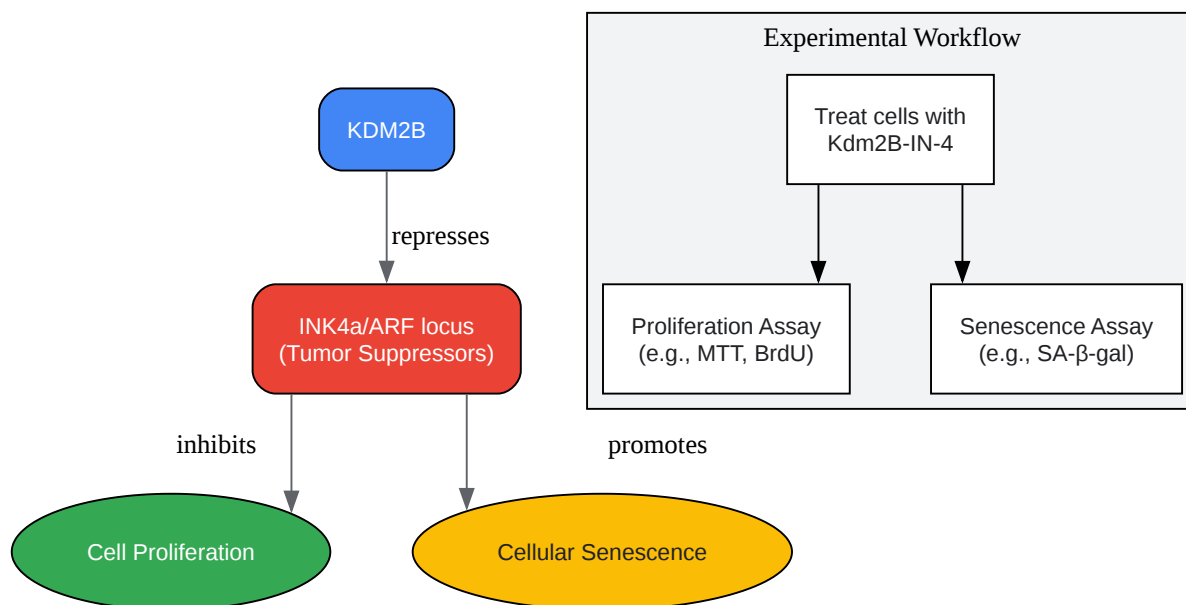 Experimental Workflow
KDM2B
Treat cells with
Kdm2B-IN-4
represses
INK4a/ARF locus
(Tumor Suppressors)
Proliferation Assay
(e.g., MTT, BrdU)
Senescence Assay
(e.g., SA-β-gal)
inhibits
promotes
Cell Proliferation
Cellular Senescence